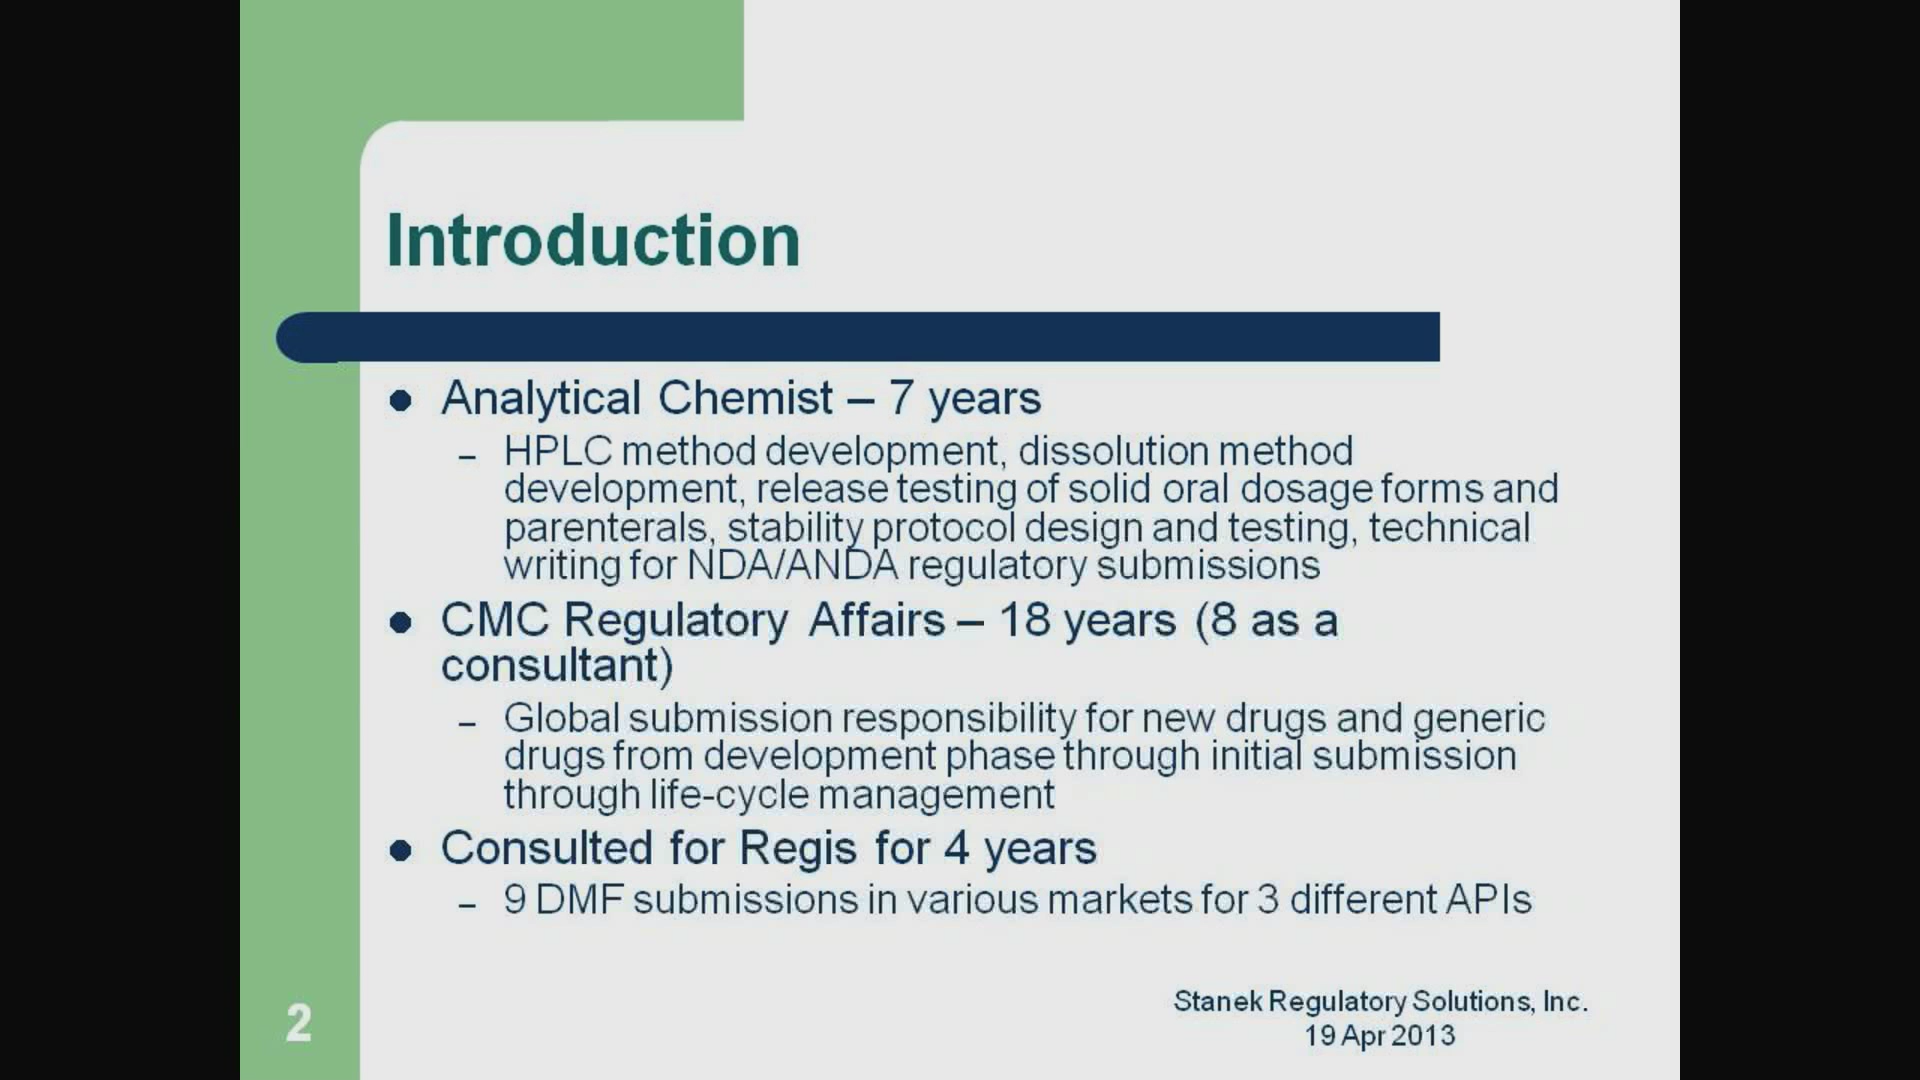 Introduction
● Analytical Chemist – 7 years
– HPLC method development, dissolution method
development, release testing of solid oral dosage forms and
parenterals, stability protocol design and testing, technical
writing for NDA/ANDA regulatory submissions
● CMC Regulatory Affairs – 18 years (8 as a
consultant)
– Global submission responsibility for new drugs and generic
drugs from development phase through initial submission
through life-cycle management
● Consulted for Regis for 4 years
– 9 DMF submissions in various markets for 3 different APIs
2
Stanek Regulatory Solutions, Inc.
19 Apr 2013